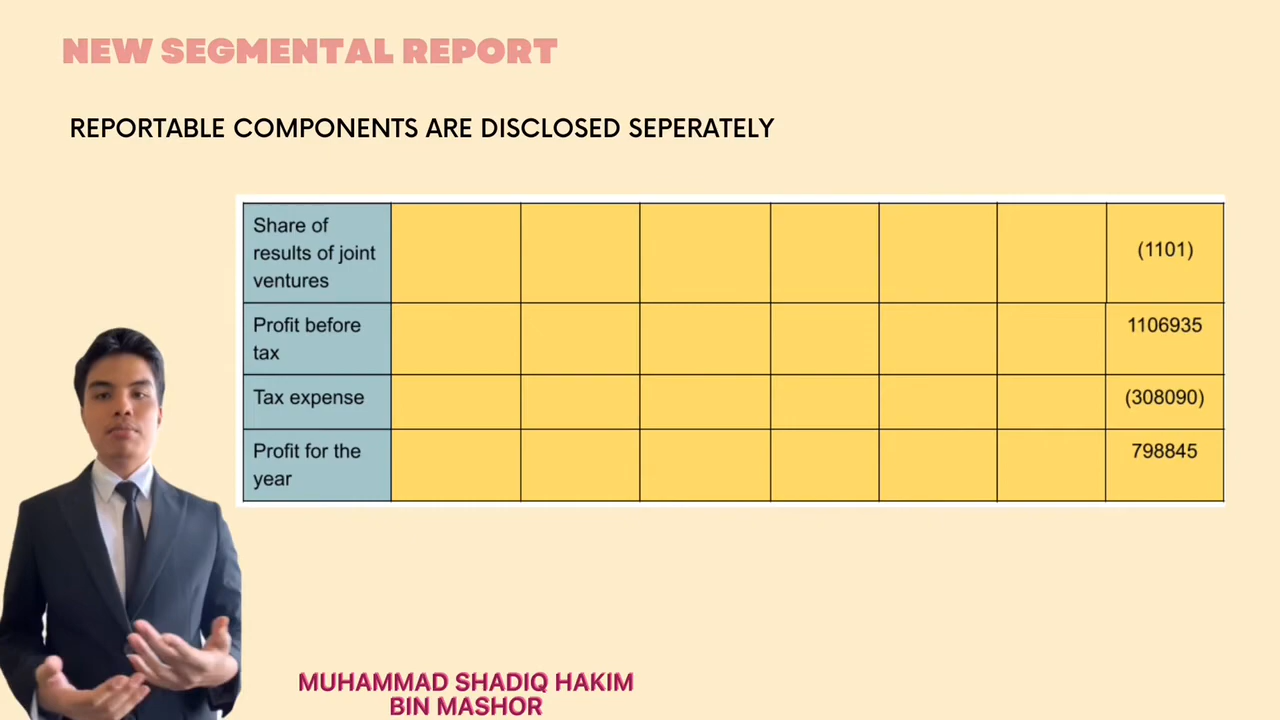 NEW SEGMENTAL REPORT
REPORTABLE COMPONENTS ARE DISCLOSED SEPERATELY
Share of
results of joint
ventures
(1101)
Profit before
tax
1106935
Tax expense
(308090)
Profit for the
year
798845
MUHAMMAD SHADIQ HAKIM
BIN MASHOR